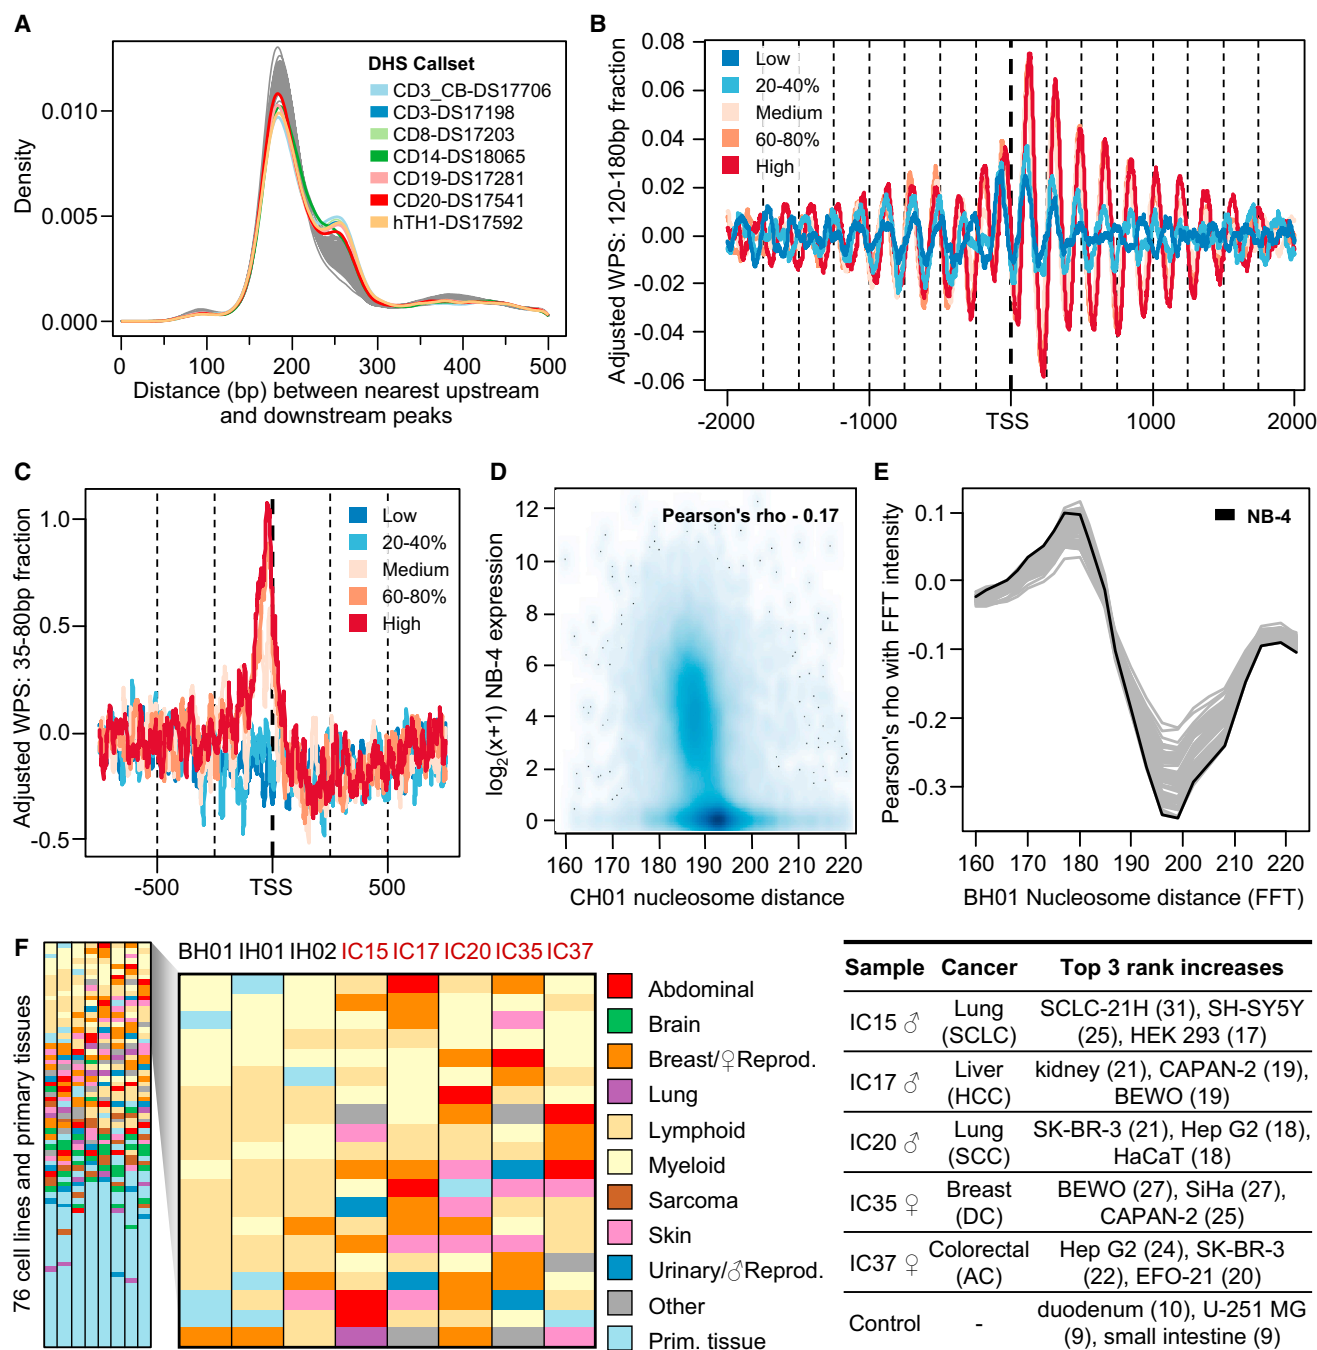 A
DHS Callset
CD3_CB-DS17706
CD3-DS17198
CD8-DS17203
CD14-DS18065
CD19-DS17281
CD20-DS17541
hTH1-DS17592
Density
0.010
0.005
0.000
0 100 200 300 400 500
Distance (bp) between nearest upstream
and downstream peaks
B
Adjusted WPS: 120-180bp fraction
0.08
0.06
0.04
0.02
0.00
-0.02
-0.04
-0.06
Low
20-40%
Medium
60-80%
High
-2000 -1000 TSS 1000 2000
C
Adjusted WPS: 35-80bp fraction
1.0
0.5
0.0
-0.5
Low
20-40%
Medium
60-80%
High
-500 TSS 500
D
Pearson's rho - 0.17
log2(x+1) NB-4 expression
12
10
8
6
4
2
0
160 170 180 190 200 210 220
CH01 nucleosome distance
E
NB-4
Pearson's rho with FFT intensity
0.1
0.0
-0.1
-0.2
-0.3
160 170 180 190 200 210 220
BH01 Nucleosome distance (FFT)
F
76 cell lines and primary tissues
BH01 IH01 IH02 IC15 IC17 IC20 IC35 IC37
Abdominal
Brain
Breast/♀Reprod.
Lung
Lymphoid
Myeloid
Sarcoma
Skin
Urinary/♂Reprod.
Other
Prim. tissue
Sample Cancer Top 3 rank increases
IC15 ♂ Lung (SCLC) SCLC-21H (31), SH-SY5Y
(25), HEK 293 (17)
IC17 ♂ Liver (HCC) kidney (21), CAPAN-2 (19),
BEWO (19)
IC20 ♂ Lung (SCC) SK-BR-3 (21), Hep G2 (18),
HaCaT (18)
IC35 ♀ Breast (DC) BEWO (27), SiHa (27),
CAPAN-2 (25)
IC37 ♀ Colorectal (AC) Hep G2 (24), SK-BR-3
(22), EFO-21 (20)
Control - duodenum (10), U-251 MG
(9), small intestine (9)